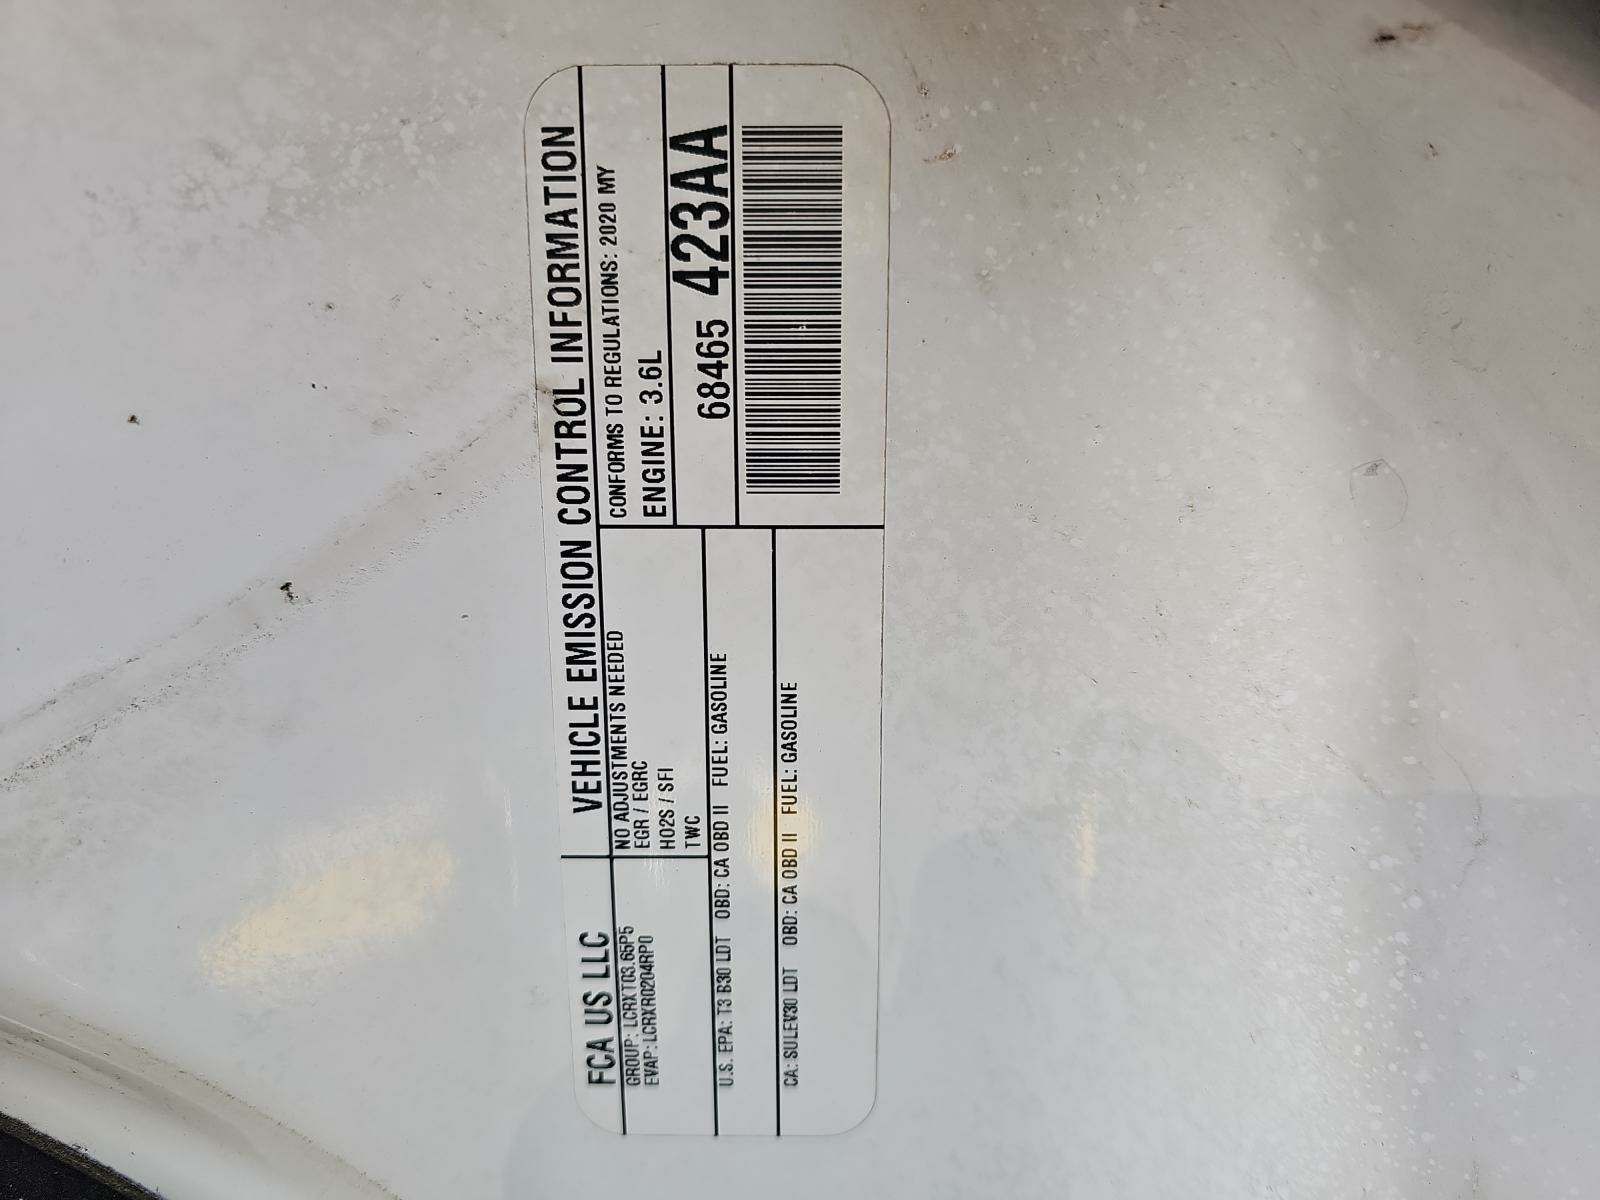 FCA US LLC
VEHICLE EMISSION CONTROL INFORMATION
GROUP: LCRXT03.65P5
EVAP: LCRXR0204RP0
NO ADJUSTMENTS NEEDED
EGR / EGRC
HO2S / SFI
TWC
CONFORMS TO REGULATIONS: 2020 MY
ENGINE: 3.6L
68465 423AA
U.S. EPA: T3 B30 LDT OBD: CA OBD II FUEL: GASOLINE
CA: SULEV30 LDT OBD: CA OBD II FUEL: GASOLINE